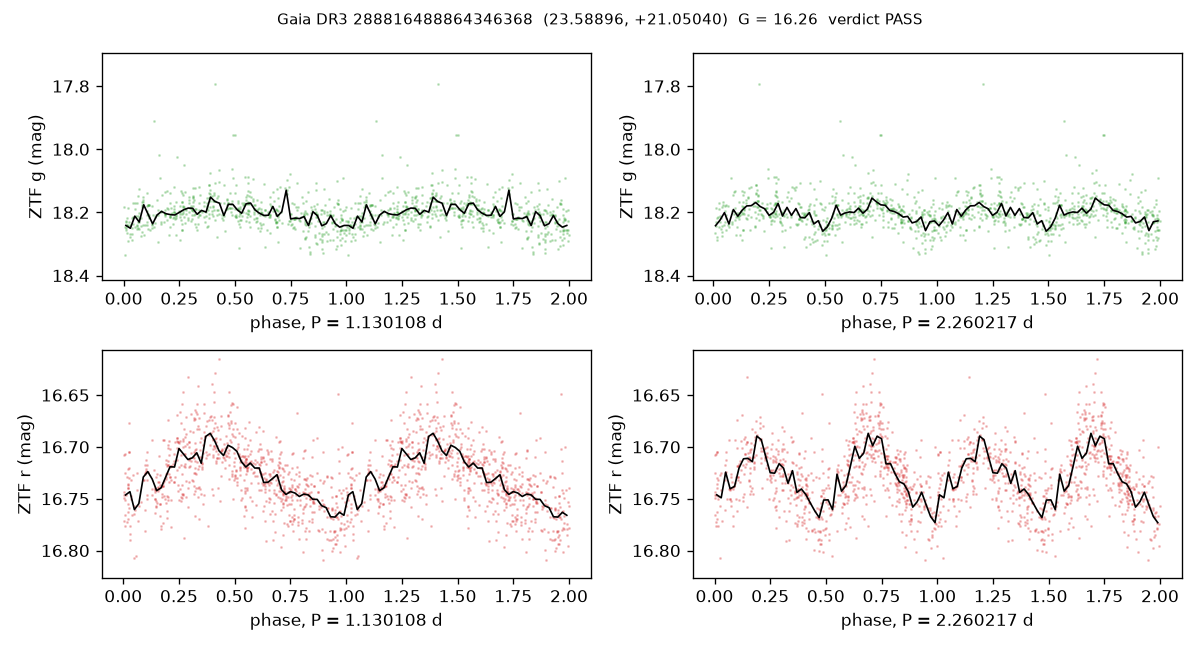 Gaia DR3 288816488864346368 (23.58896, +21.05040) G = 16.26 verdict PASS
ZTF g (mag)
17.8
18.0
18.2
18.4
0.00 0.25 0.50 0.75 1.00 1.25 1.50 1.75 2.00
phase, P = 1.130108 d
ZTF g (mag)
17.8
18.0
18.2
18.4
0.00 0.25 0.50 0.75 1.00 1.25 1.50 1.75 2.00
phase, P = 2.260217 d
ZTF r (mag)
16.65
16.70
16.75
16.80
0.00 0.25 0.50 0.75 1.00 1.25 1.50 1.75 2.00
phase, P = 1.130108 d
ZTF r (mag)
16.65
16.70
16.75
16.80
0.00 0.25 0.50 0.75 1.00 1.25 1.50 1.75 2.00
phase, P = 2.260217 d